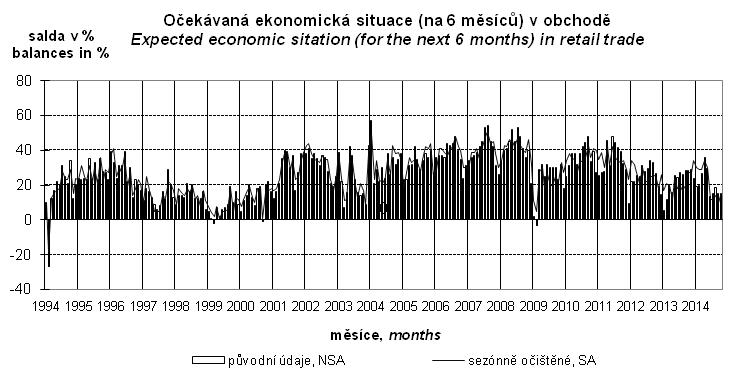 Očekávaná ekonomická situace (na 6 měsíců) v obchodě
Expected economic sitation (for the next 6 months) in retail trade
salda v %
balances in %
80
60
40
20
0
-20
-40
1994 1995 1996 1997 1998 1999 2000 2001 2002 2003 2004 2005 2006 2007 2008 2009 2010 2011 2012 2013 2014
měsíce, months
původní údaje, NSA
sezónně očištěné, SA